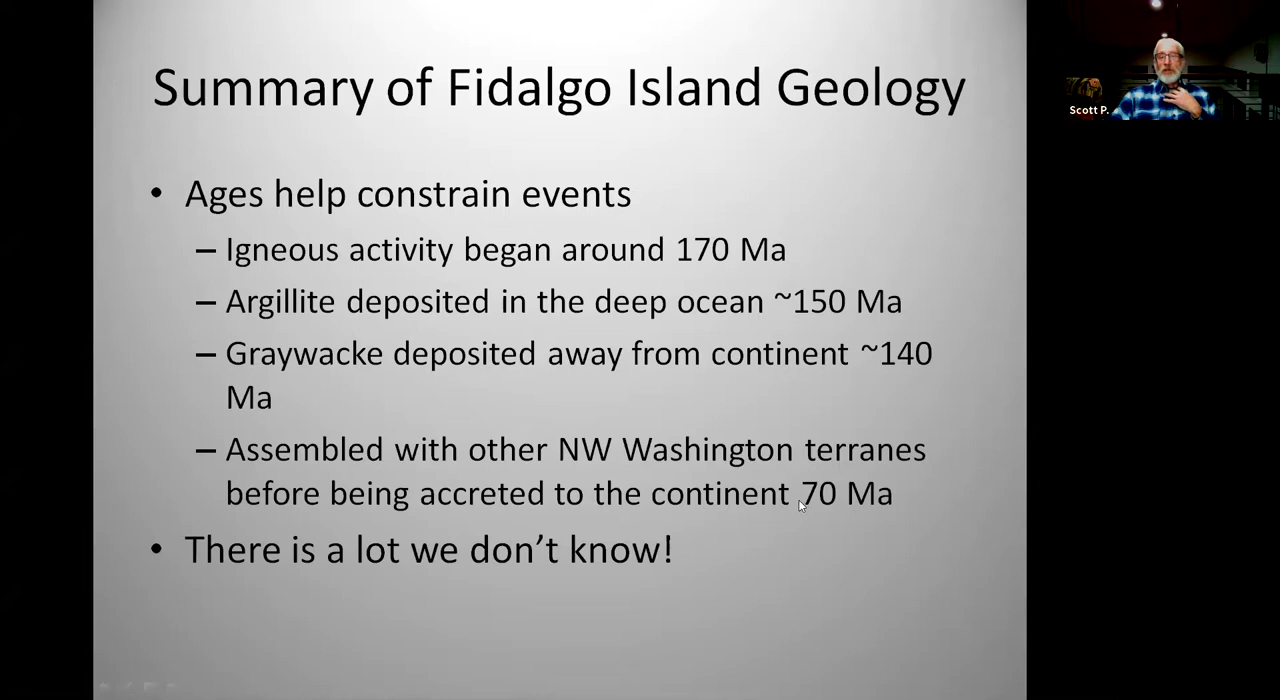 Summary of Fidalgo Island Geology
• Ages help constrain events
– Igneous activity began around 170 Ma
– Argillite deposited in the deep ocean ~150 Ma
– Graywacke deposited away from continent ~140
Ma
– Assembled with other NW Washington terranes
before being accreted to the continent 70 Ma
• There is a lot we don’t know!
Scott P.